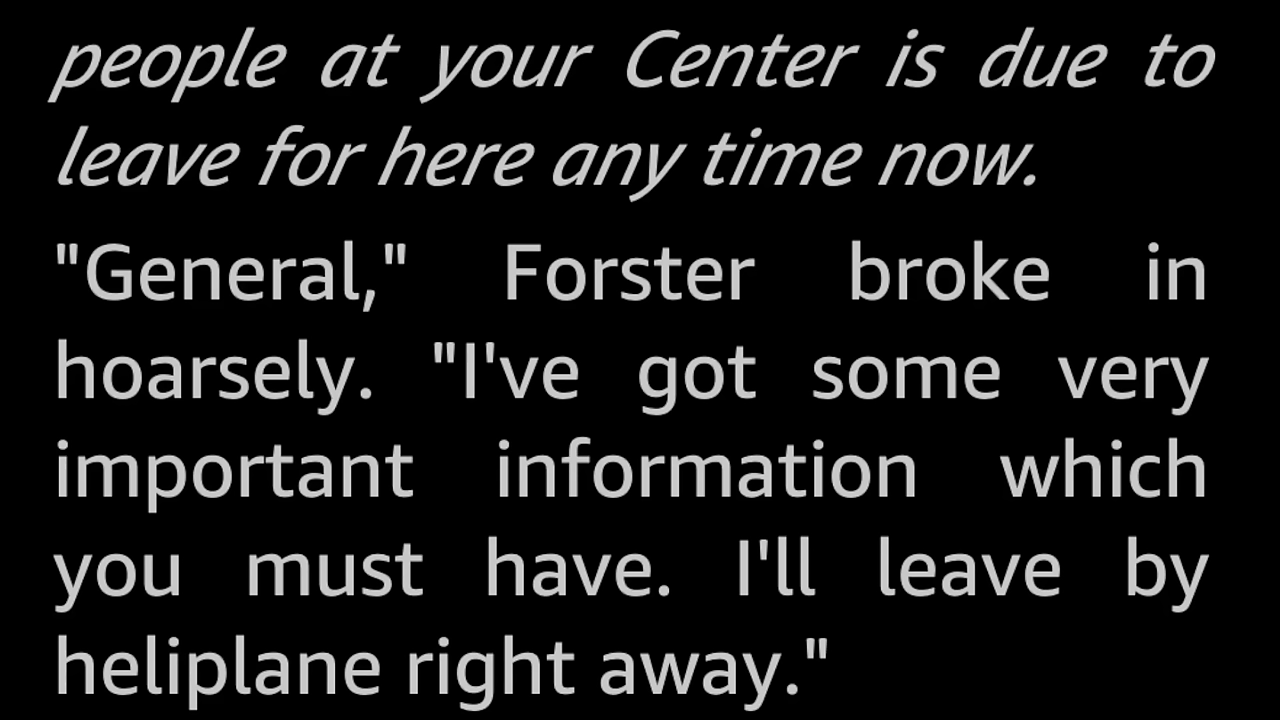 people at your Center is due to
leave for here any time now.
"General," Forster broke in
hoarsely. "I've got some very
important information which
you must have. I'll leave by
heliplane right away."